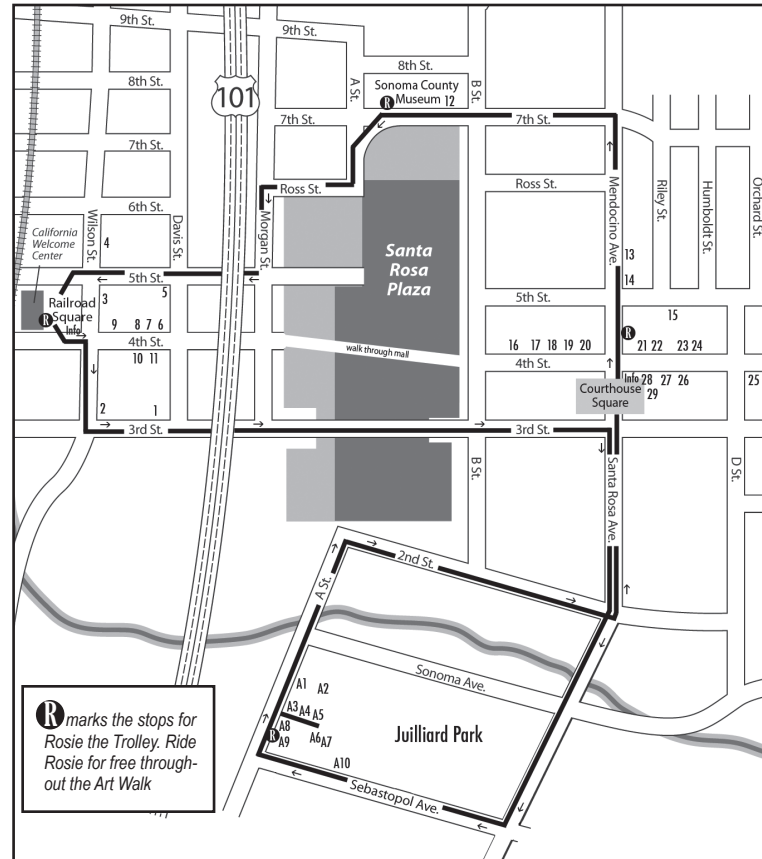 9th St.
9th St.
8th St.
8th St.
101
A St.
Sonoma County
Museum 12
R
B St.
7th St.
7th St.
7th St.
Ross St.
Ross St.
6th St.
California
Welcome
Center
Wilson St.
4
Davis St.
Morgan St.
Mendocino Ave.
Riley St.
Humboldt St.
Orchard St.
Santa
Rosa
Plaza
13
14
5th St.
5th St.
Railroad
Square
R
Info
3
5
9 8 7 6
15
R
16 17 18 19 20
21 22 23 24
4th St.
4th St.
walk through mall
10 11
Courthouse
Square
Info 28 27 26
29
25
2
1
3rd St.
3rd St.
B St.
Santa Rosa Ave.
D St.
2nd St.
A St.
Sonoma Ave.
A1
A2
A3 A4 A5
A8
R
A9
A6 A7
Juilliard Park
A10
Sebastopol Ave.
R marks the stops for
Rosie the Trolley. Ride
Rosie for free through-
out the Art Walk